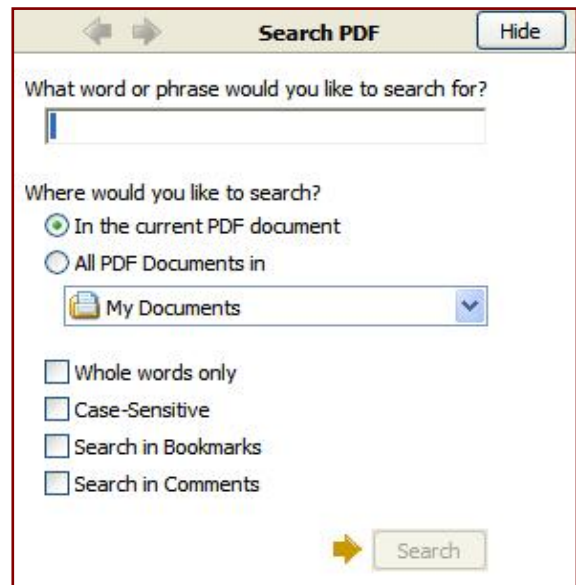 Search PDF
Hide
What word or phrase would you like to search for?
Where would you like to search?
In the current PDF document
All PDF Documents in
My Documents
Whole words only
Case-Sensitive
Search in Bookmarks
Search in Comments
Search